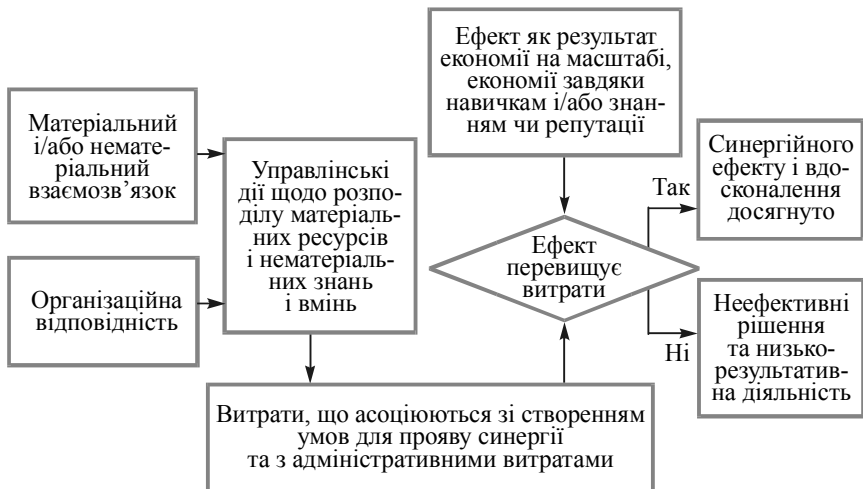 Матеріальний
і/або немате-
ріальний
взаємозв’язок
Організаційна
відповідність
Управлінські
дії щодо розпо-
ділу матеріаль-
них ресурсів
і нематеріаль-
них знань
і вмінь
Витрати, що асоціюються зі створенням
умов для прояву синергії
та з адміністративними витратами
Ефект як результат
економії на масштабі,
економії завдяки
навичкам і/або знан-
ням чи репутації
Ефект
перевищує
витрати
Так
Синергійного
ефекту і вдо-
сконалення
досягнуто
Ні
Неефективні
рішення
та низько-
результатив-
на діяльність